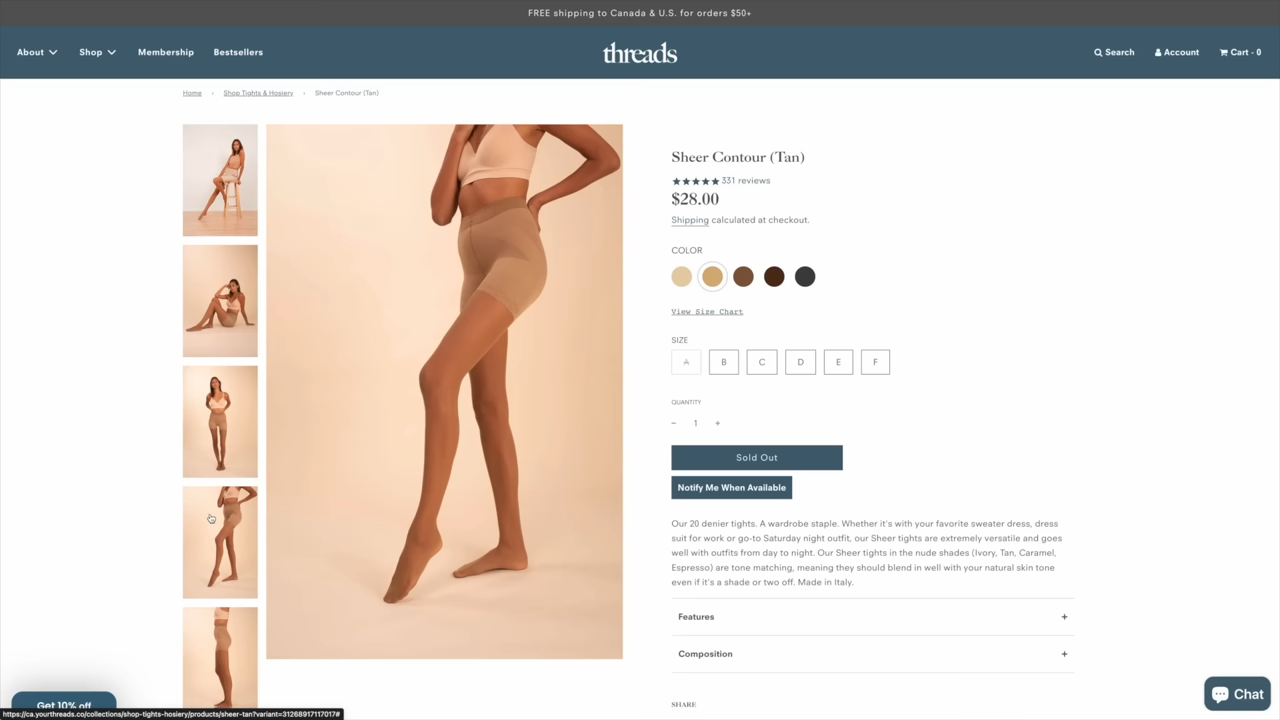 FREE shipping to Canada & U.S. for orders $50+
About Shop Membership Bestsellers threads Search Account Cart - 0
Home › Shop Tights & Hosiery › Sheer Contour (Tan)
Sheer Contour (Tan)
★★★★★ 331 reviews
$28.00
Shipping calculated at checkout.
COLOR
View Size Chart
SIZE
A B C D E F
QUANTITY
− 1 +
Sold Out
Notify Me When Available
Our 20 denier tights. A wardrobe staple. Whether it's with your favorite sweater dress, dress
suit for work or go-to Saturday night outfit, our Sheer tights are extremely versatile and goes
well with outfits from day to night. Our Sheer tights in the nude shades (Ivory, Tan, Caramel,
Espresso) are tone matching, meaning they should blend in well with your natural skin tone
even if it's a shade or two off. Made in Italy.
Features +
Composition +
SHARE
Chat
Get 10% off
https://ca.yourthreads.co/collections/shop-tights-hosiery/products/sheer-tan?variant=31268917117017#